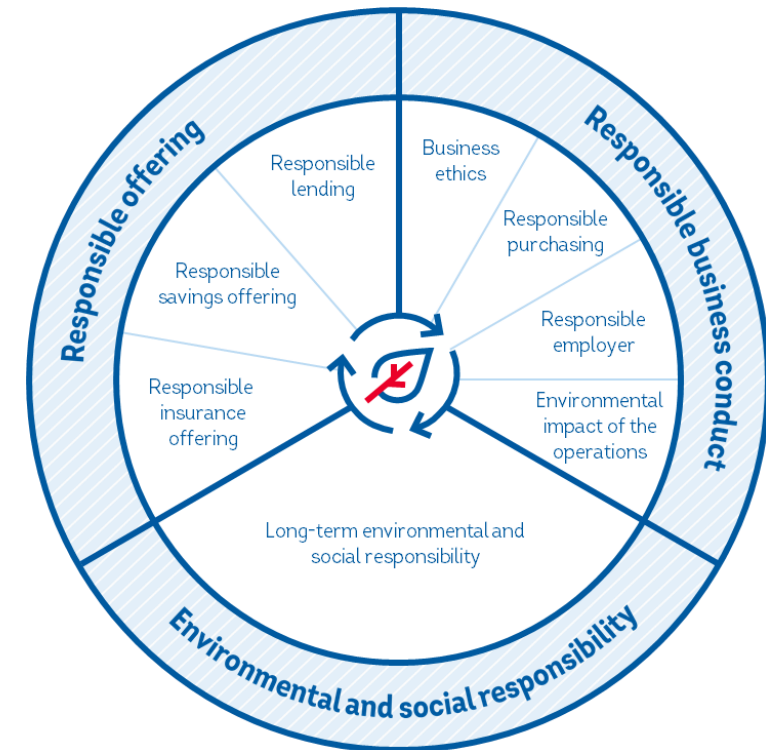 Responsible offering
Responsible
lending
Responsible
savings offering
Responsible
insurance
offering
Responsible business conduct
Business
ethics
Responsible
purchasing
Responsible
employer
Environmental
impact of the
operations
Environmental and social responsibility
Long-term environmental and
social responsibility